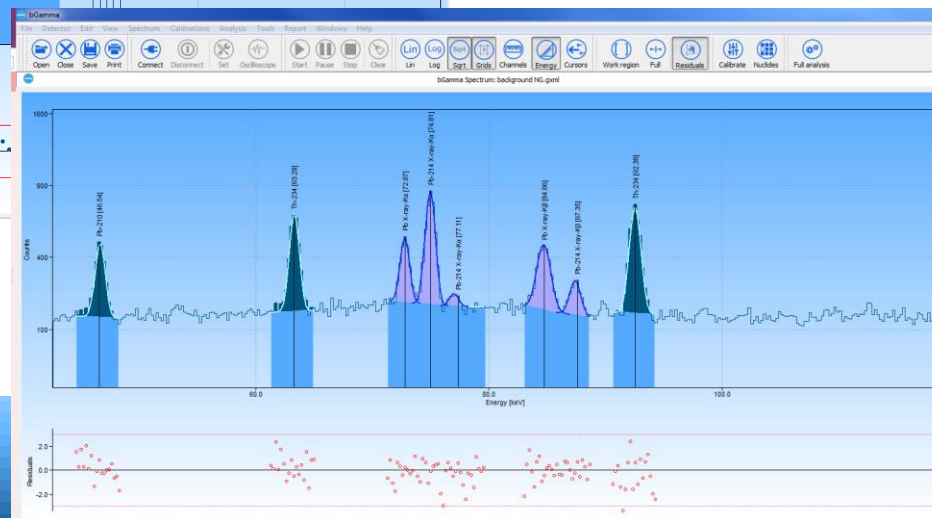 bGamma
File Detector Edit View Spectrum Calibrations Analysis Tools Report Windows Help
Lin Log Sqrt
Open Close Save Print Connect Disconnect Set Oscilloscope Start Pause Stop Clear Lin Log Sqrt Grids Channels Energy Cursors Work region Full Residuals Calibrate Nuclides Full analysis
bGamma Spectrum: background NG.gxml
1600
900
400
100
Counts
Pb-210 [46.54]
Th-234 [63.29]
Pb X-ray-Kα [72.87]
Pb-214 X-ray-Kα [74.81]
Pb-214 X-ray-Kα [77.11]
Pb X-ray-Kβ [84.86]
Pb-214 X-ray-Kβ [87.35]
Th-234 [92.38]
60.0 80.0 100.0
Energy [keV]
Residuals
2.0
0.0
-2.0